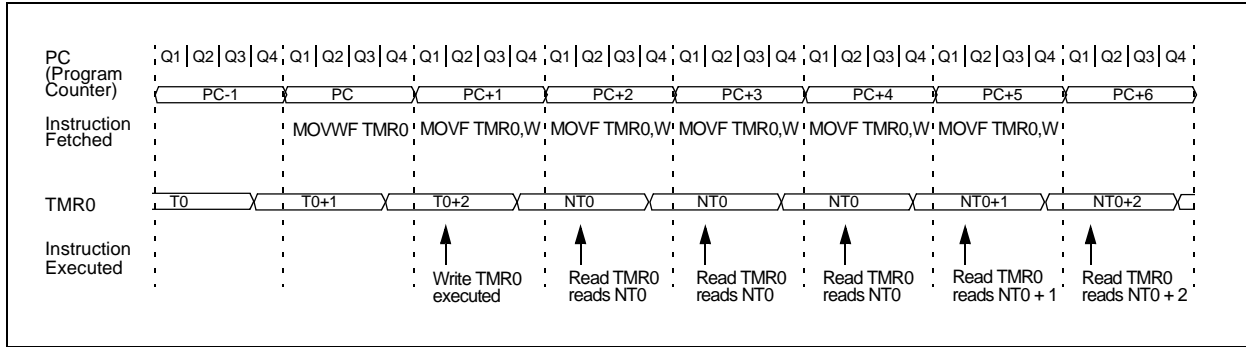 PC (Program Counter)
Q1 Q2 Q3 Q4 Q1 Q2 Q3 Q4 Q1 Q2 Q3 Q4 Q1 Q2 Q3 Q4 Q1 Q2 Q3 Q4 Q1 Q2 Q3 Q4 Q1 Q2 Q3 Q4 Q1 Q2 Q3 Q4
PC-1 PC PC+1 PC+2 PC+3 PC+4 PC+5 PC+6
Instruction Fetched
MOVWF TMR0 MOVF TMR0,W MOVF TMR0,W MOVF TMR0,W MOVF TMR0,W MOVF TMR0,W
TMR0 T0 T0+1 T0+2 NT0 NT0 NT0 NT0+1 NT0+2
Instruction Executed
Write TMR0 executed
Read TMR0 reads NT0
Read TMR0 reads NT0
Read TMR0 reads NT0
Read TMR0 reads NT0 + 1
Read TMR0 reads NT0 + 2